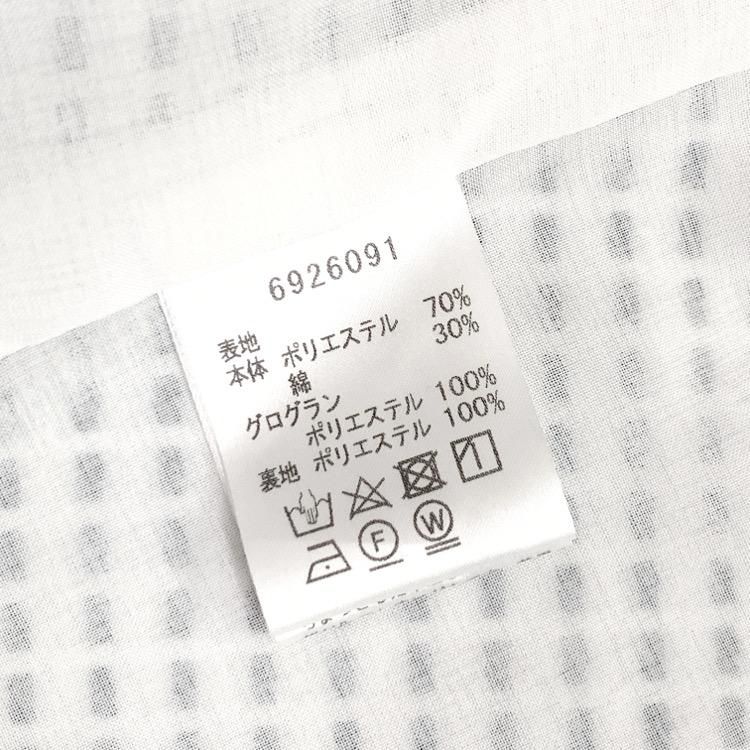 6926091
表地
本体 ポリエステル 70%
綿 30%
グログラン
ポリエステル 100%
裏地 ポリエステル 100%
F W